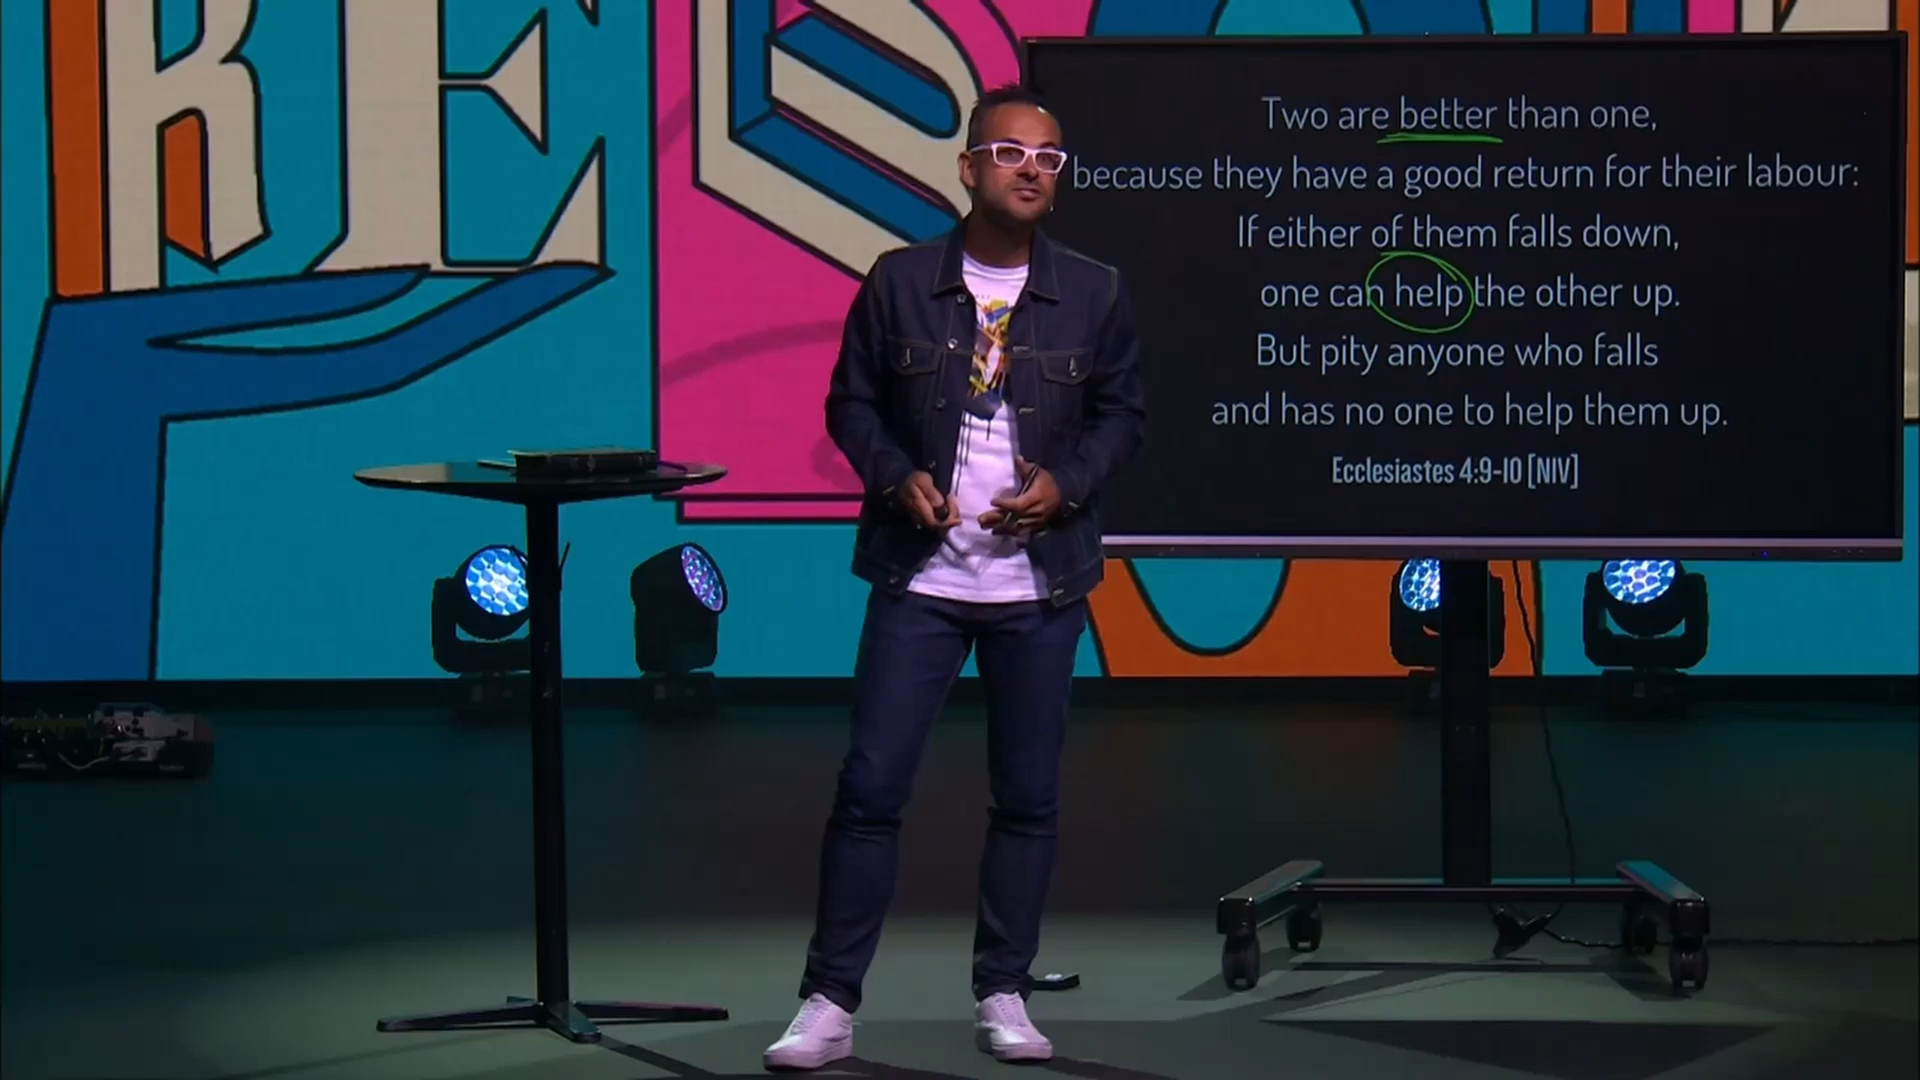 RE
Two are better than one,
because they have a good return for their labour:
If either of them falls down,
one can help the other up.
But pity anyone who falls
and has no one to help them up.
Ecclesiastes 4:9-10 [NIV]